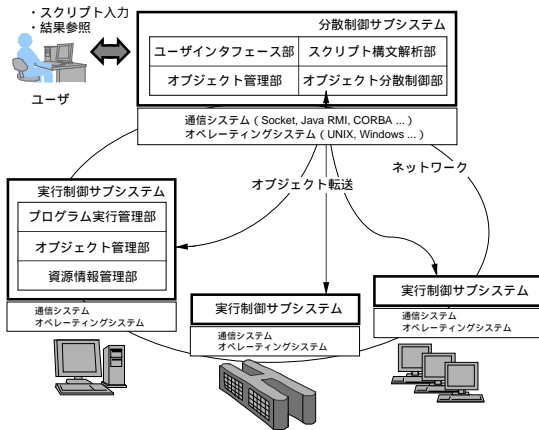 ・スクリプト入力
・結果参照
ユーザ
分散制御サブシステム
ユーザインタフェース部
スクリプト構文解析部
オブジェクト管理部
オブジェクト分散制御部
通信システム（Socket, Java RMI, CORBA ...）
オペレーティングシステム（UNIX, Windows ...）
オブジェクト転送
ネットワーク
実行制御サブシステム
プログラム実行管理部
オブジェクト管理部
資源情報管理部
通信システム
オペレーティングシステム
実行制御サブシステム
通信システム
オペレーティングシステム
実行制御サブシステム
通信システム
オペレーティングシステム